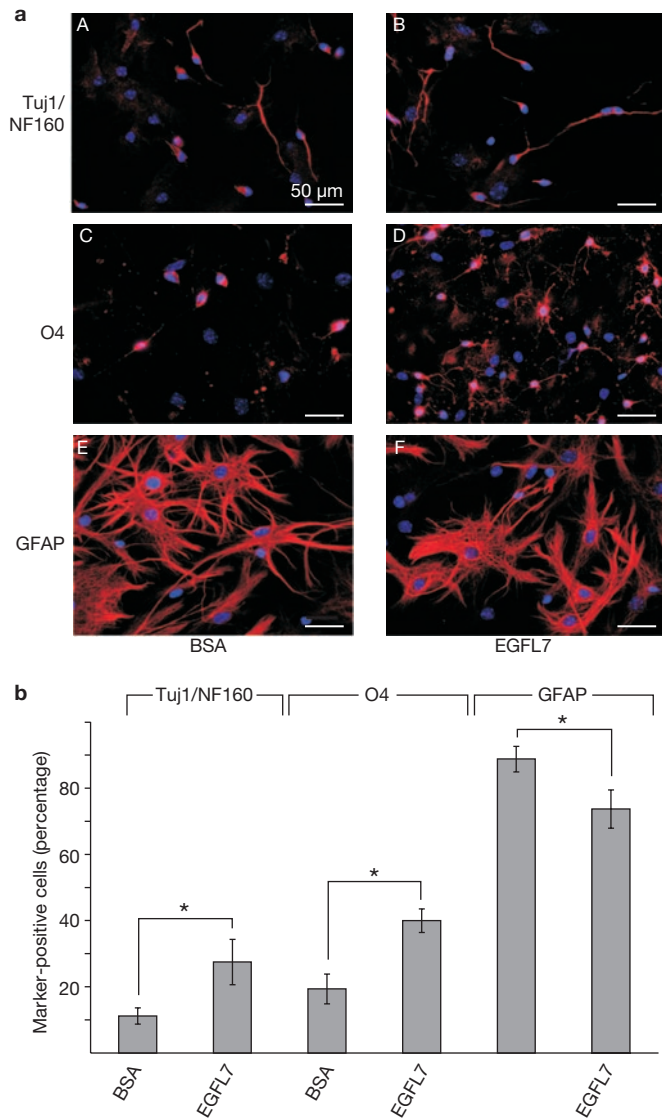 a
A
B
Tuj1/
NF160
50 µm
C
D
O4
E
F
GFAP
BSA
EGFL7
b
Tuj1/NF160
O4
GFAP
Marker-positive cells (percentage)
80
60
40
20
*
*
*
BSA
EGFL7
BSA
EGFL7
EGFL7